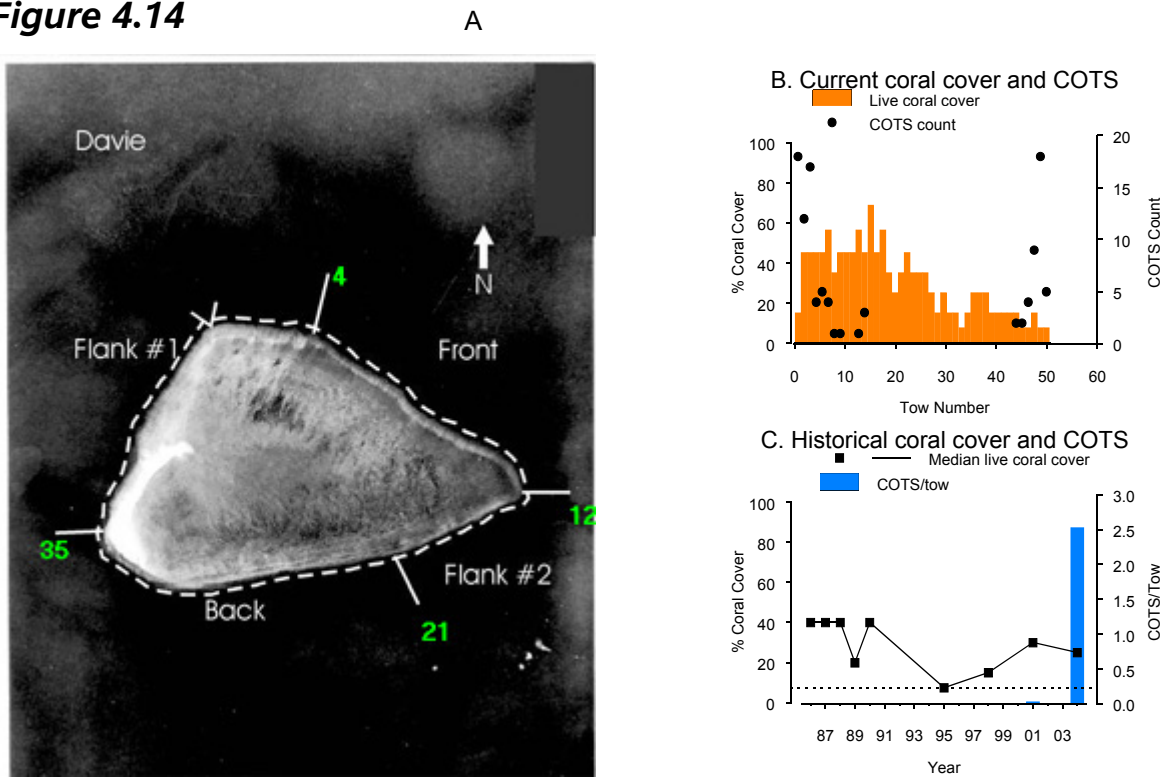 Figure 4.14
A
Davie
N
4
Flank #1
Front
35
12
Flank #2
Back
21
B. Current coral cover and COTS
Live coral cover
COTS count
100
80
60
40
20
0
% Coral Cover
20
15
10
5
0
COTS Count
0 10 20 30 40 50 60
Tow Number
C. Historical coral cover and COTS
Median live coral cover
COTS/tow
100
80
60
40
20
0
% Coral Cover
3.0
2.5
2.0
1.5
1.0
0.5
0.0
COTS/Tow
87 89 91 93 95 97 99 01 03
Year